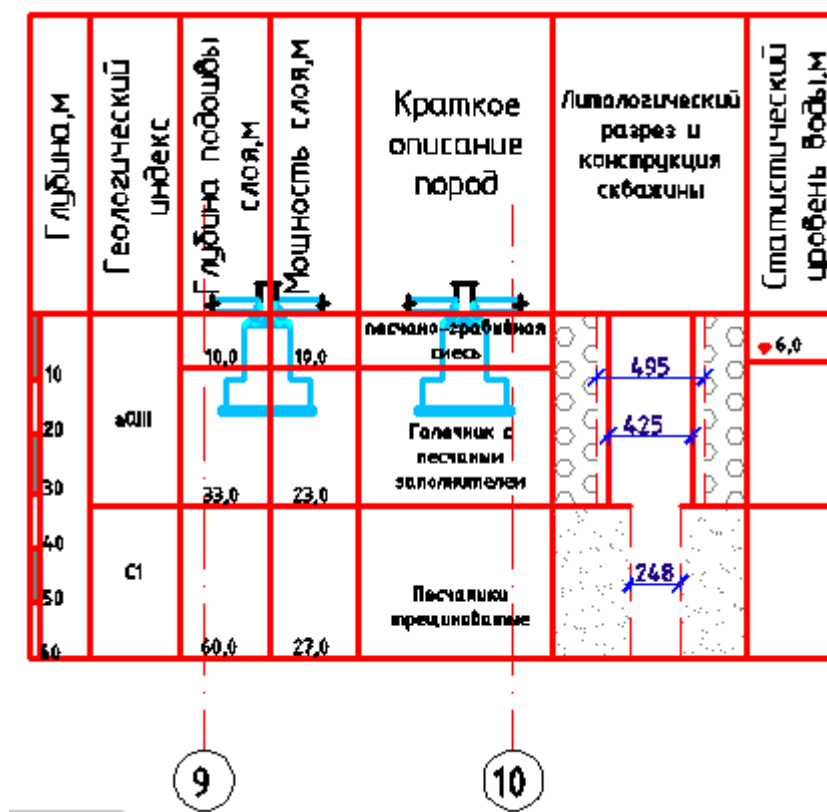 Глубина,м
Геологический
индекс
Глубина подошвы
слоя,м
Мощность слоя,м
Краткое
описание
пород
Литологический
разрез и
конструкция
скважины
Статистический
уровень воды,м
песчано-гравийная
смесь
10,0
10,0
6,0
10
20
30
40
50
60
aQIII
495
425
Галечник с
песчаным
заполнителем
33,0
23,0
C1
248
Песчаники
трещиноватые
60,0
27,0
9
10